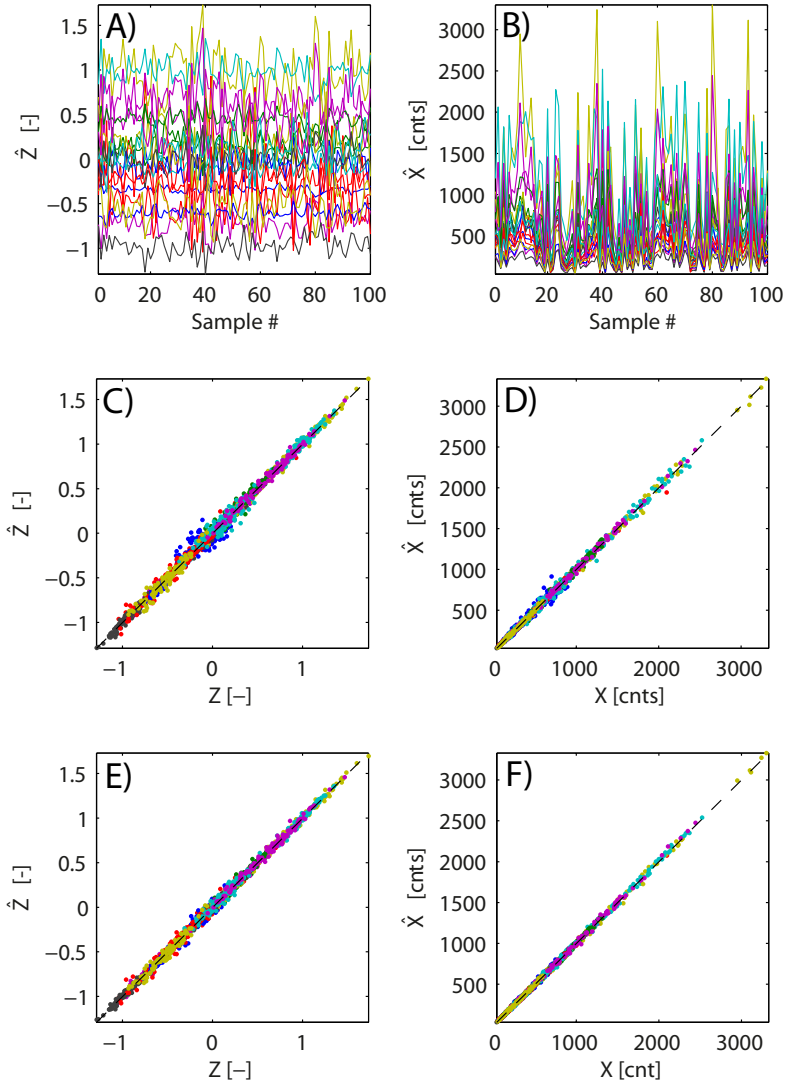 A)
1.5
1
0.5
0
−0.5
−1
Ẑ [-]
0 20 40 60 80 100
Sample #
B)
3000
2500
2000
1500
1000
500
X̂ [cnts]
0 20 40 60 80 100
Sample #
C)
1.5
1
0.5
0
−0.5
−1
Ẑ [-]
−1 0 1
Z [−]
D)
3000
2500
2000
1500
1000
500
X̂ [cnts]
1000 2000 3000
X [cnts]
E)
1.5
1
0.5
0
−0.5
−1
Ẑ [-]
−1 0 1
Z [−]
F)
3000
2500
2000
1500
1000
500
X̂ [cnts]
0 1000 2000 3000
X [cnt]